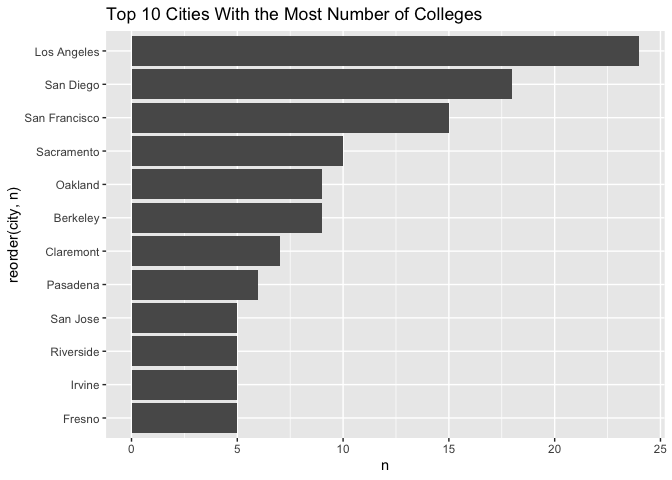 Top 10 Cities With the Most Number of Colleges
reorder(city, n)
Los Angeles
San Diego
San Francisco
Sacramento
Oakland
Berkeley
Claremont
Pasadena
San Jose
Riverside
Irvine
Fresno
0 5 10 15 20 25
n